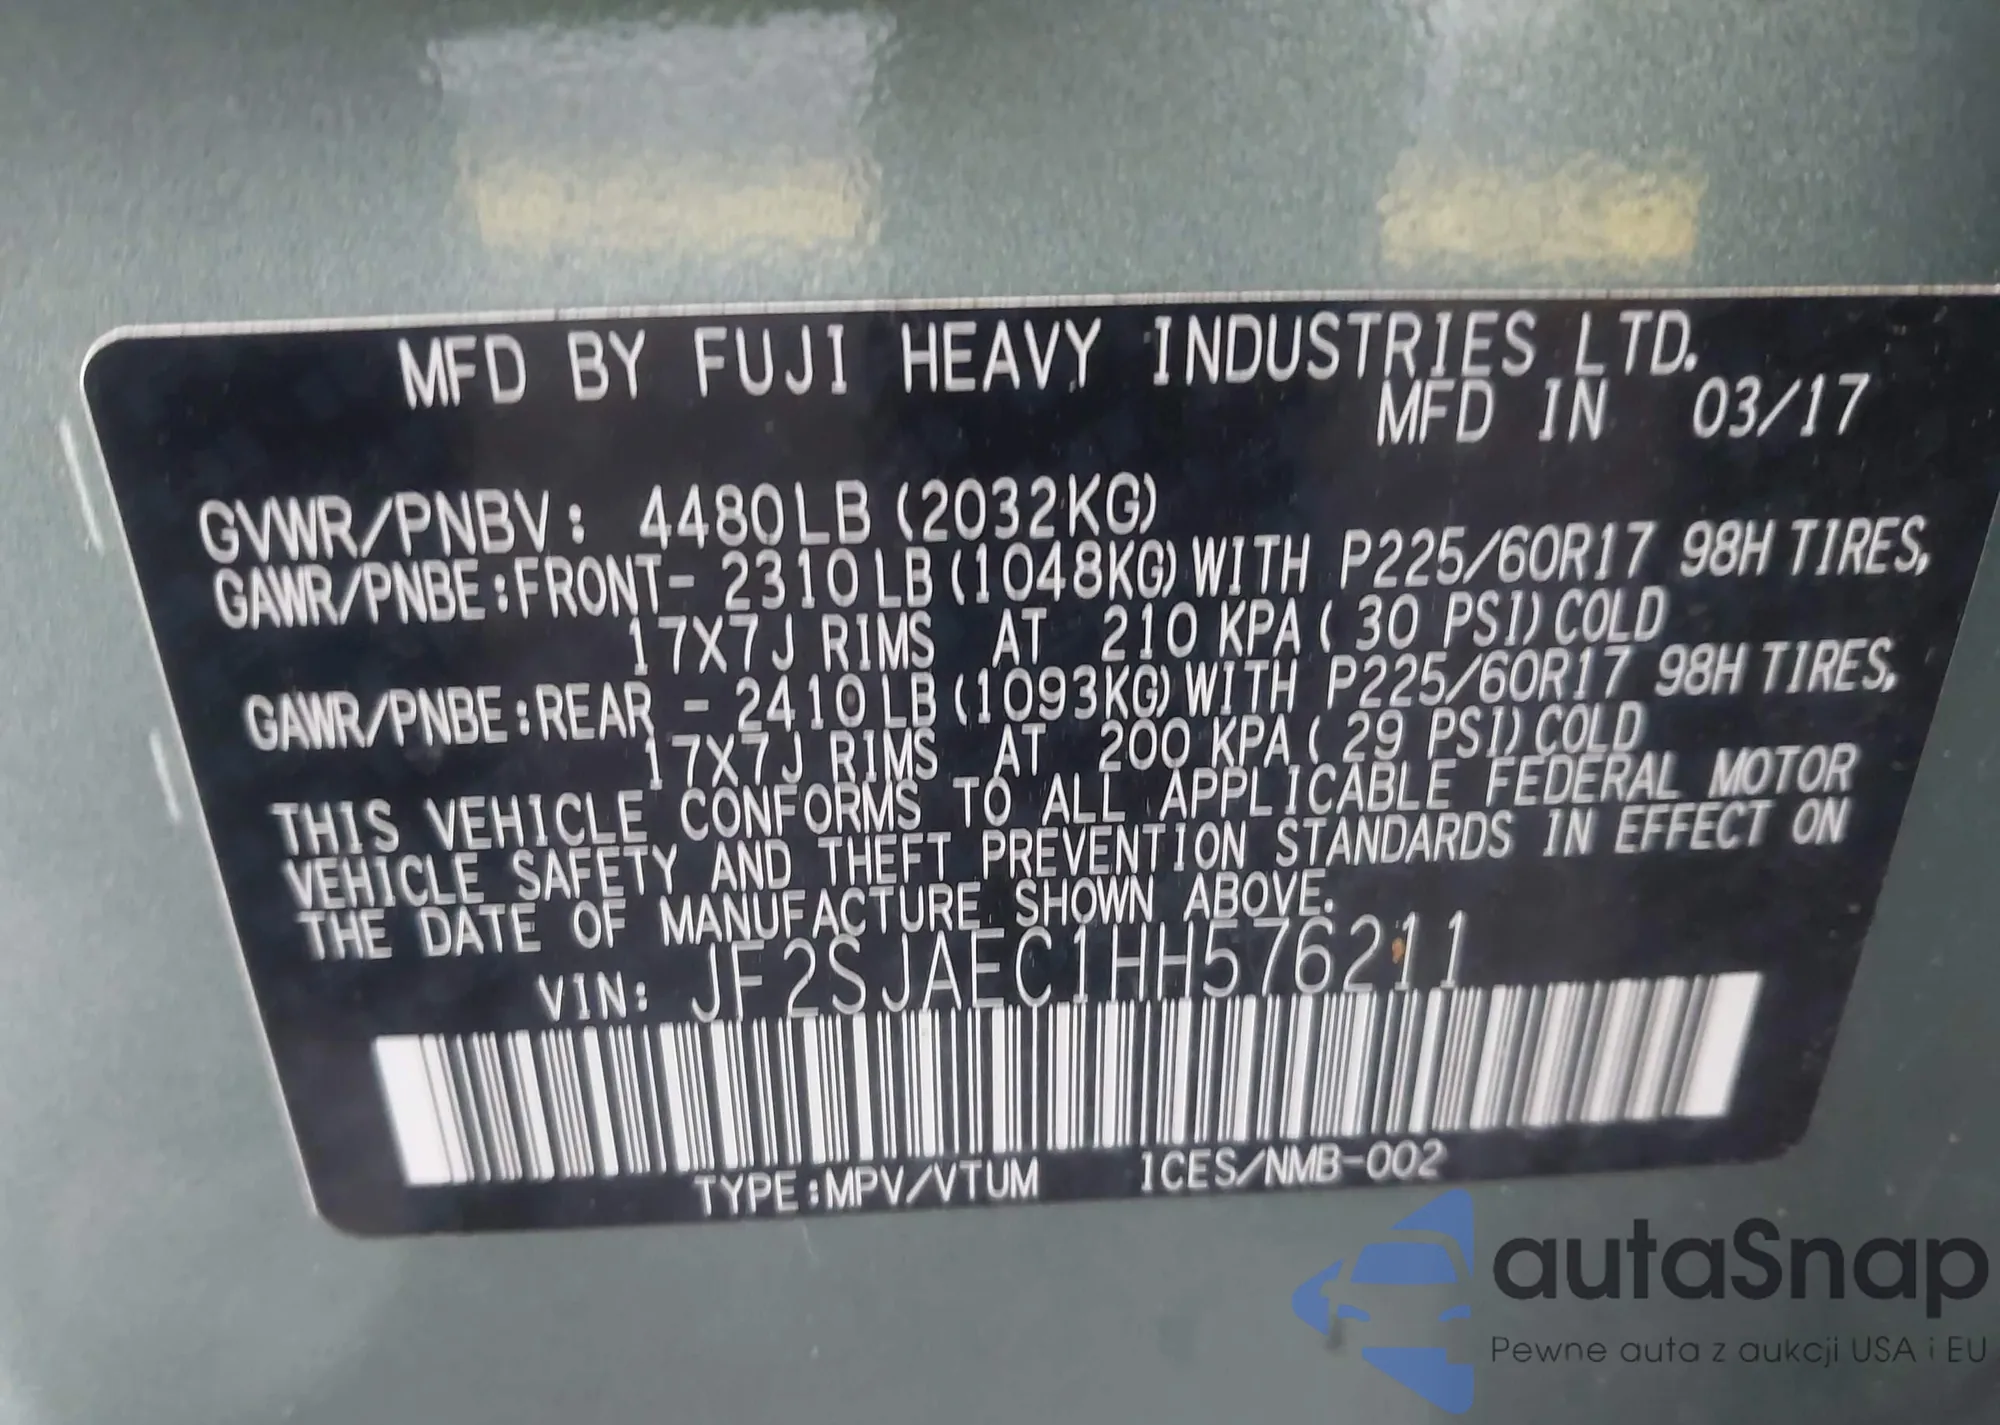 MFD BY FUJI HEAVY INDUSTRIES LTD.
MFD IN 03/17
GVWR/PNBV: 4480LB (2032KG)
GAWR/PNBE:FRONT- 2310LB (1048KG) WITH P225/60R17 98H TIRES,
17X7J RIMS AT 210 KPA ( 30 PSI) COLD
GAWR/PNBE:REAR - 2410LB (1093KG) WITH P225/60R17 98H TIRES,
17X7J RIMS AT 200 KPA ( 29 PSI) COLD
THIS VEHICLE CONFORMS TO ALL APPLICABLE FEDERAL MOTOR
VEHICLE SAFETY AND THEFT PREVENTION STANDARDS IN EFFECT ON
THE DATE OF MANUFACTURE SHOWN ABOVE.
VIN: JF2SJAEC1HH576211
TYPE:MPV/VTUM ICES/NMB-002
autaSnap
Pewne auta z aukcji USA i EU